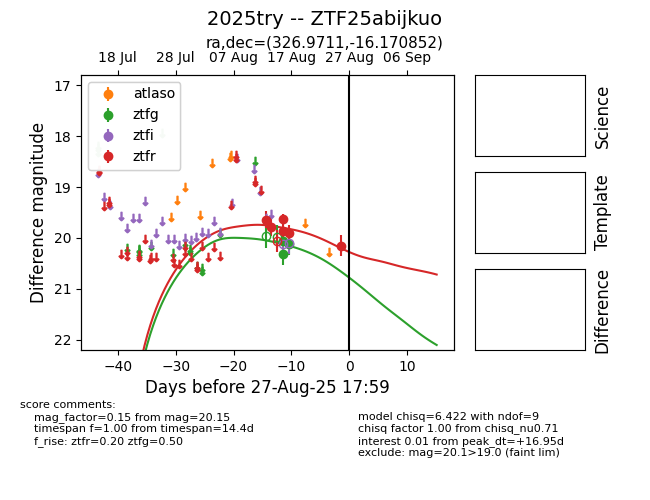 2025try -- ZTF25abijkuo
ra,dec=(326.9711,-16.170852)
18 Jul 28 Jul 07 Aug 17 Aug 27 Aug 06 Sep
17
18
19
20
21
22
Difference magnitude
atlaso
ztfg
ztfi
ztfr
−40 −30 −20 −10 0 10
Days before 27-Aug-25 17:59
Science
Template
Difference
score comments:
mag_factor=0.15 from mag=20.15
timespan f=1.00 from timespan=14.4d
f_rise: ztfr=0.20 ztfg=0.50
model chisq=6.422 with ndof=9
chisq factor 1.00 from chisq_nu0.71
interest 0.01 from peak_dt=+16.95d
exclude: mag=20.1>19.0 (faint lim)